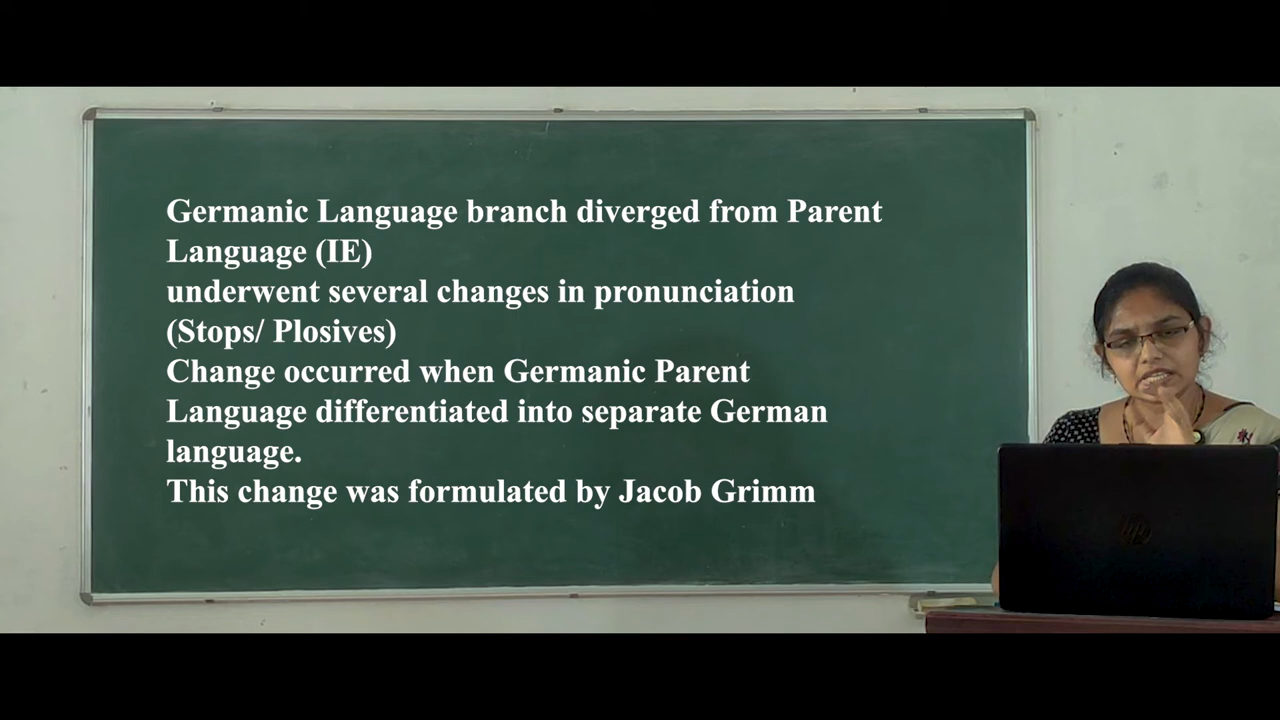 Germanic Language branch diverged from Parent
Language (IE)
underwent several changes in pronunciation
(Stops/ Plosives)
Change occurred when Germanic Parent
Language differentiated into separate German
language.
This change was formulated by Jacob Grimm
hp